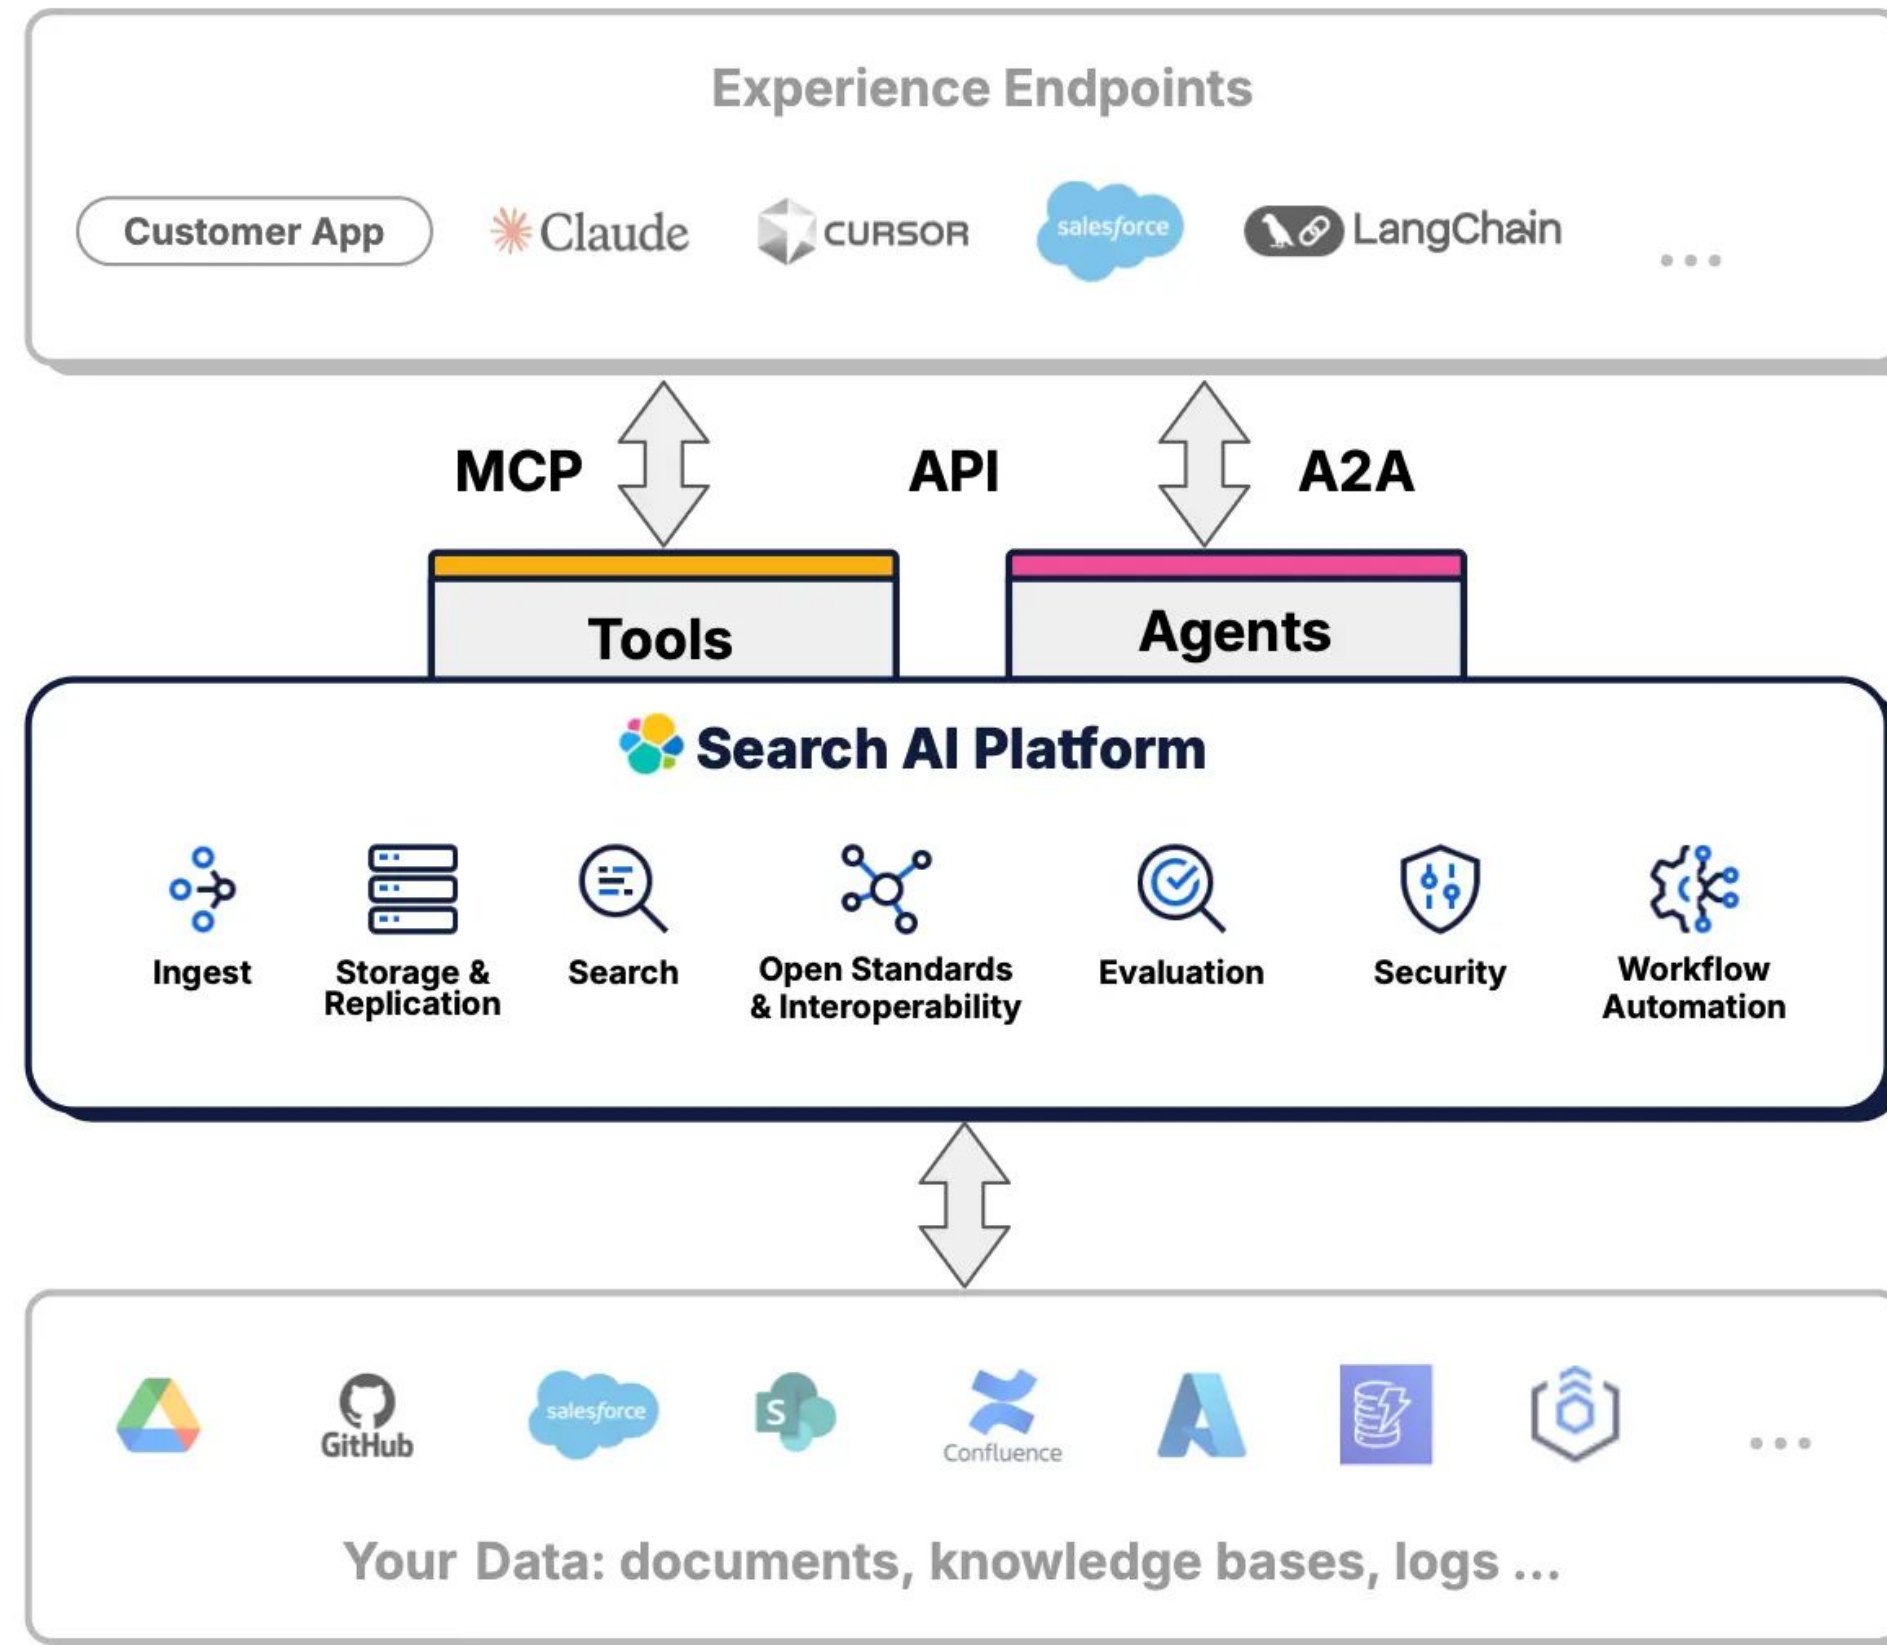 Experience Endpoints
Customer App
Claude
CURSOR
salesforce
LangChain
...
MCP
API
A2A
Tools
Agents
Search AI Platform
Ingest
Storage &
Replication
Search
Open Standards
& Interoperability
Evaluation
Security
Workflow
Automation
GitHub
salesforce
S
Confluence
...
Your Data: documents, knowledge bases, logs ...